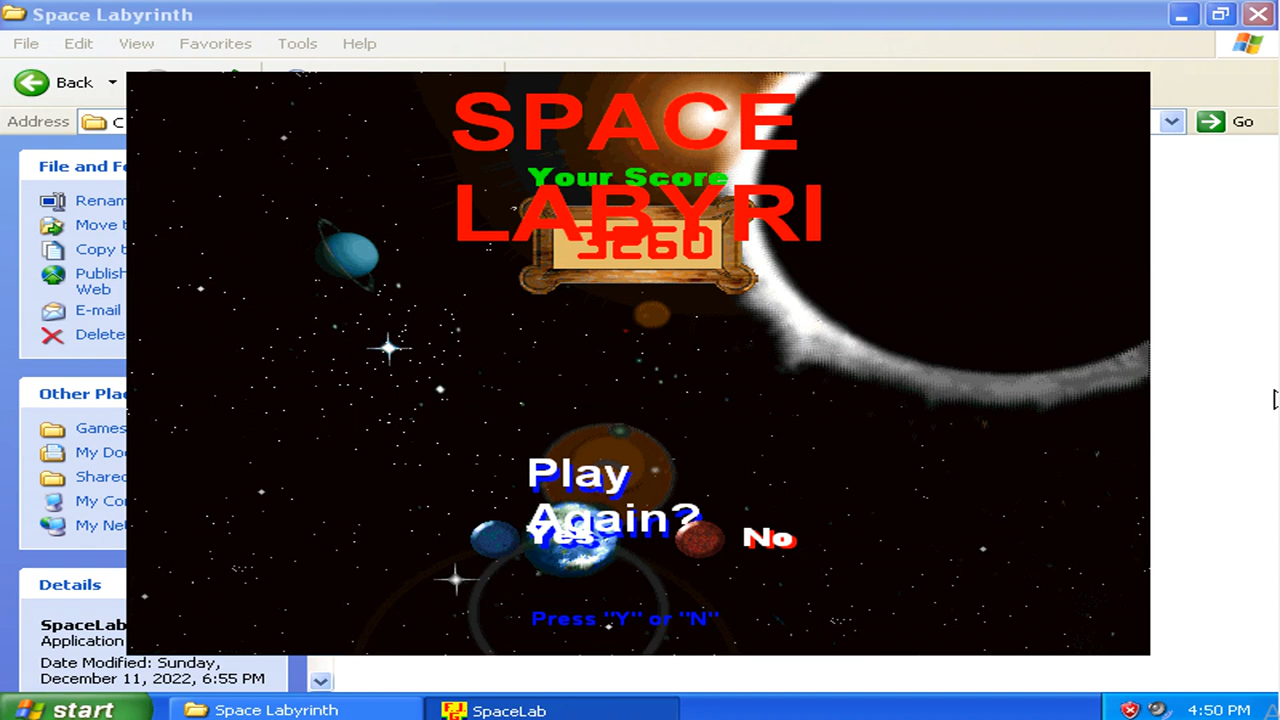 Space Labyrinth
File Edit View Favorites Tools Help
Back
Address C Go
SPACE
Your Score
LABYRI
3260
File and F
Renam
Move t
Copy t
Publish
Web
E-mail
Delete
Other Pla
Games
My Do
Shared
My Co
My Ne
Play
Again?
Yes No
Press "Y" or "N"
Details
SpaceLab
Application
Date Modified: Sunday,
December 11, 2022, 6:55 PM
start Space Labyrinth SpaceLab 4:50 PM